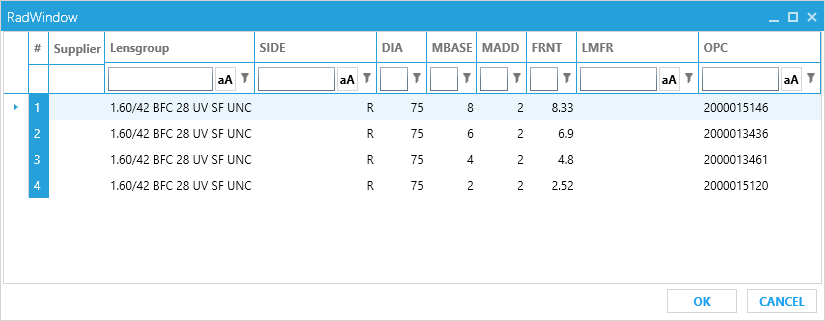 RadWindow
# Supplier Lensgroup SIDE DIA MBASE MADD FRNT LMFR OPC
aA aA aA aA
1 1.60/42 BFC 28 UV SF UNC R 75 8 2 8.33 2000015146
2 1.60/42 BFC 28 UV SF UNC R 75 6 2 6.9 2000013436
3 1.60/42 BFC 28 UV SF UNC R 75 4 2 4.8 2000013461
4 1.60/42 BFC 28 UV SF UNC R 75 2 2 2.52 2000015120
OK CANCEL